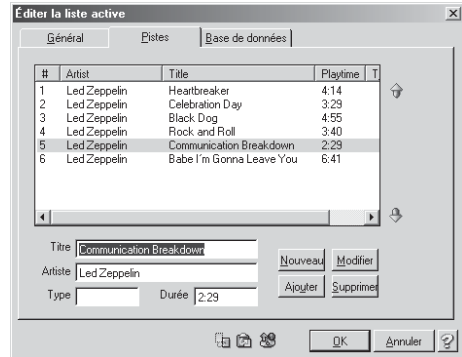 Éditer la liste active
Général Pistes Base de données
# Artist Title Playtime T
1 Led Zeppelin Heartbreaker 4:14
2 Led Zeppelin Celebration Day 3:29
3 Led Zeppelin Black Dog 4:55
4 Led Zeppelin Rock and Roll 3:40
5 Led Zeppelin Communication Breakdown 2:29
6 Led Zeppelin Babe I´m Gonna Leave You 6:41
Titre Communication Breakdown
Artiste Led Zeppelin
Type Durée 2:29
Nouveau Modifier
Ajouter Supprimer
OK Annuler ?